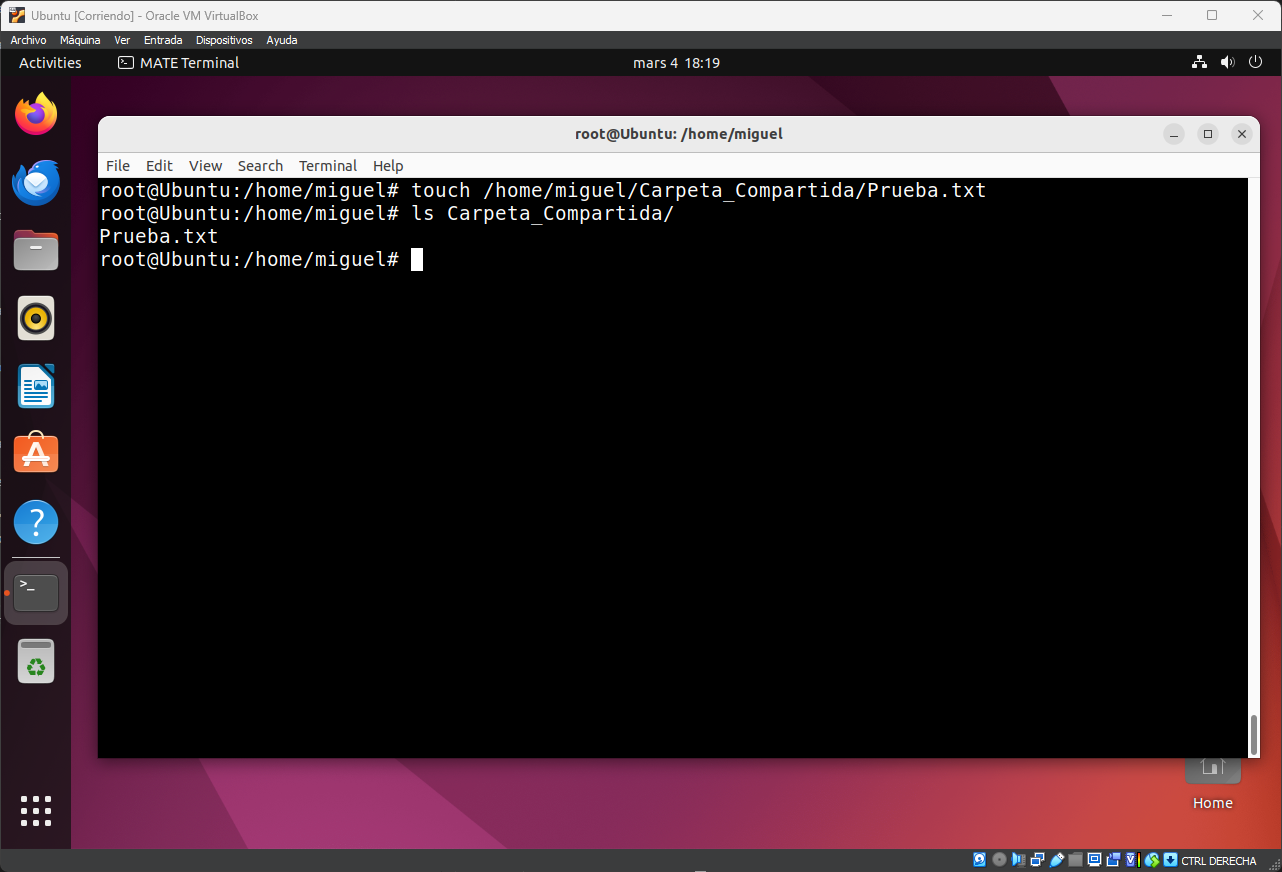 Ubuntu [Corriendo] - Oracle VM VirtualBox
Archivo Máquina Ver Entrada Dispositivos Ayuda
Activities MATE Terminal mars 4 18:19
root@Ubuntu: /home/miguel
File Edit View Search Terminal Help
root@Ubuntu:/home/miguel# touch /home/miguel/Carpeta_Compartida/Prueba.txt
root@Ubuntu:/home/miguel# ls Carpeta_Compartida/
Prueba.txt
root@Ubuntu:/home/miguel#
Home
CTRL DERECHA